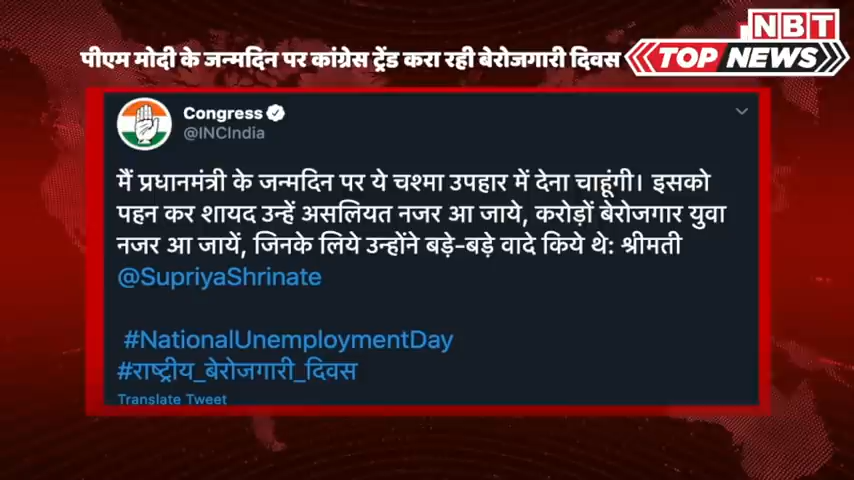 NBT
पीएम मोदी के जन्मदिन पर कांग्रेस ट्रेंड करा रही बेरोजगारी दिवस
TOP NEWS
Congress
@INCIndia
मैं प्रधानमंत्री के जन्मदिन पर ये चश्मा उपहार में देना चाहूंगी। इसको
पहन कर शायद उन्हें असलियत नजर आ जाये, करोड़ों बेरोजगार युवा
नजर आ जायें, जिनके लिये उन्होंने बड़े-बड़े वादे किये थे: श्रीमती
@SupriyaShrinate
#NationalUnemploymentDay
#राष्ट्रीय_बेरोजगारी_दिवस
Translate Tweet